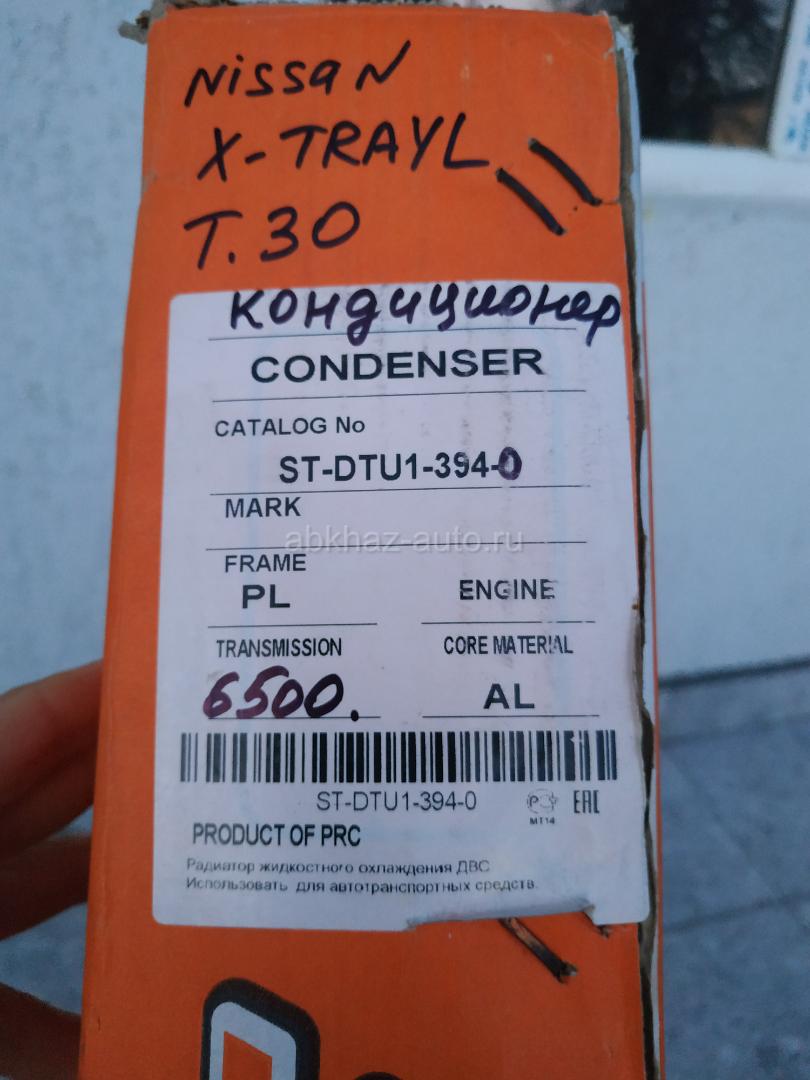 NISSAN
X-TRAYL
T.30
кондиционер
CONDENSER
CATALOG No
ST-DTU1-394-0
MARK
abkhaz-auto.ru
FRAME
PL
ENGINE
TRANSMISSION
CORE MATERIAL
6500.
AL
ST-DTU1-394-0
РСТ
МТ14
EAC
PRODUCT OF PRC
Радиатор жидкостного охлаждения ДВС
Использовать для автотранспортных средств.